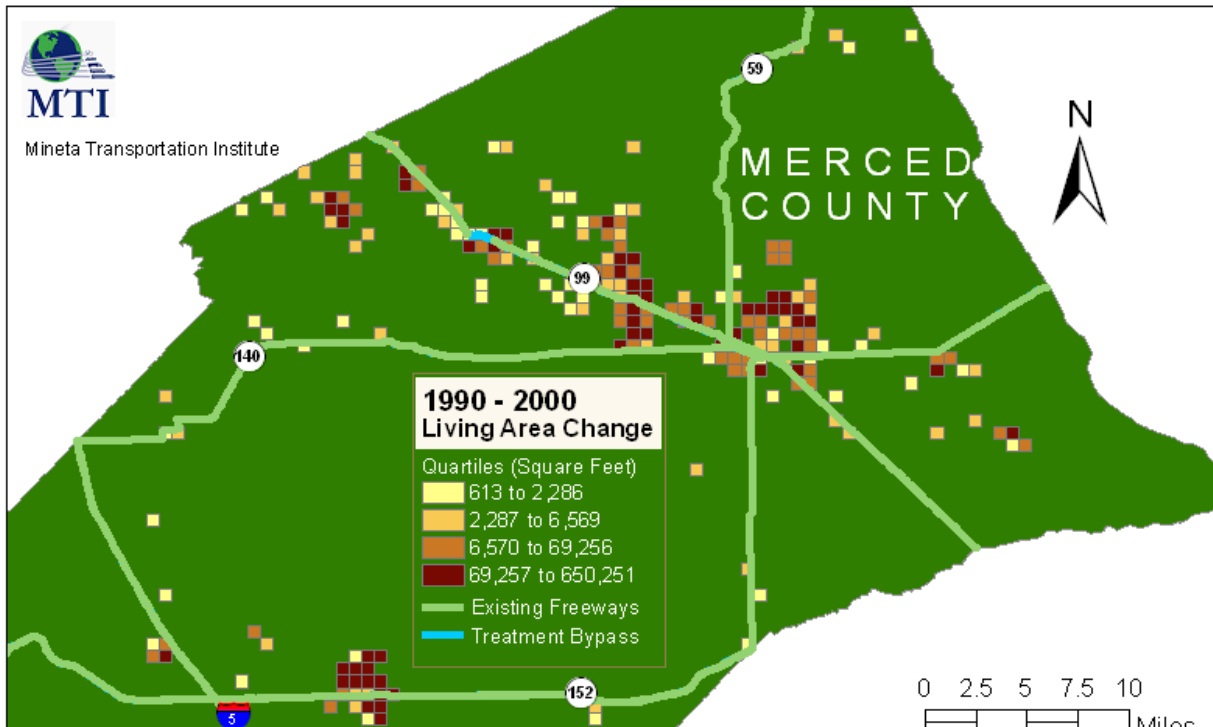 MTI
Mineta Transportation Institute
59
N
MERCED
COUNTY
99
140
1990 - 2000
Living Area Change
Quartiles (Square Feet)
613 to 2,286
2,287 to 6,569
6,570 to 69,256
69,257 to 650,251
Existing Freeways
Treatment Bypass
152
5
0 2.5 5 7.5 10
Miles